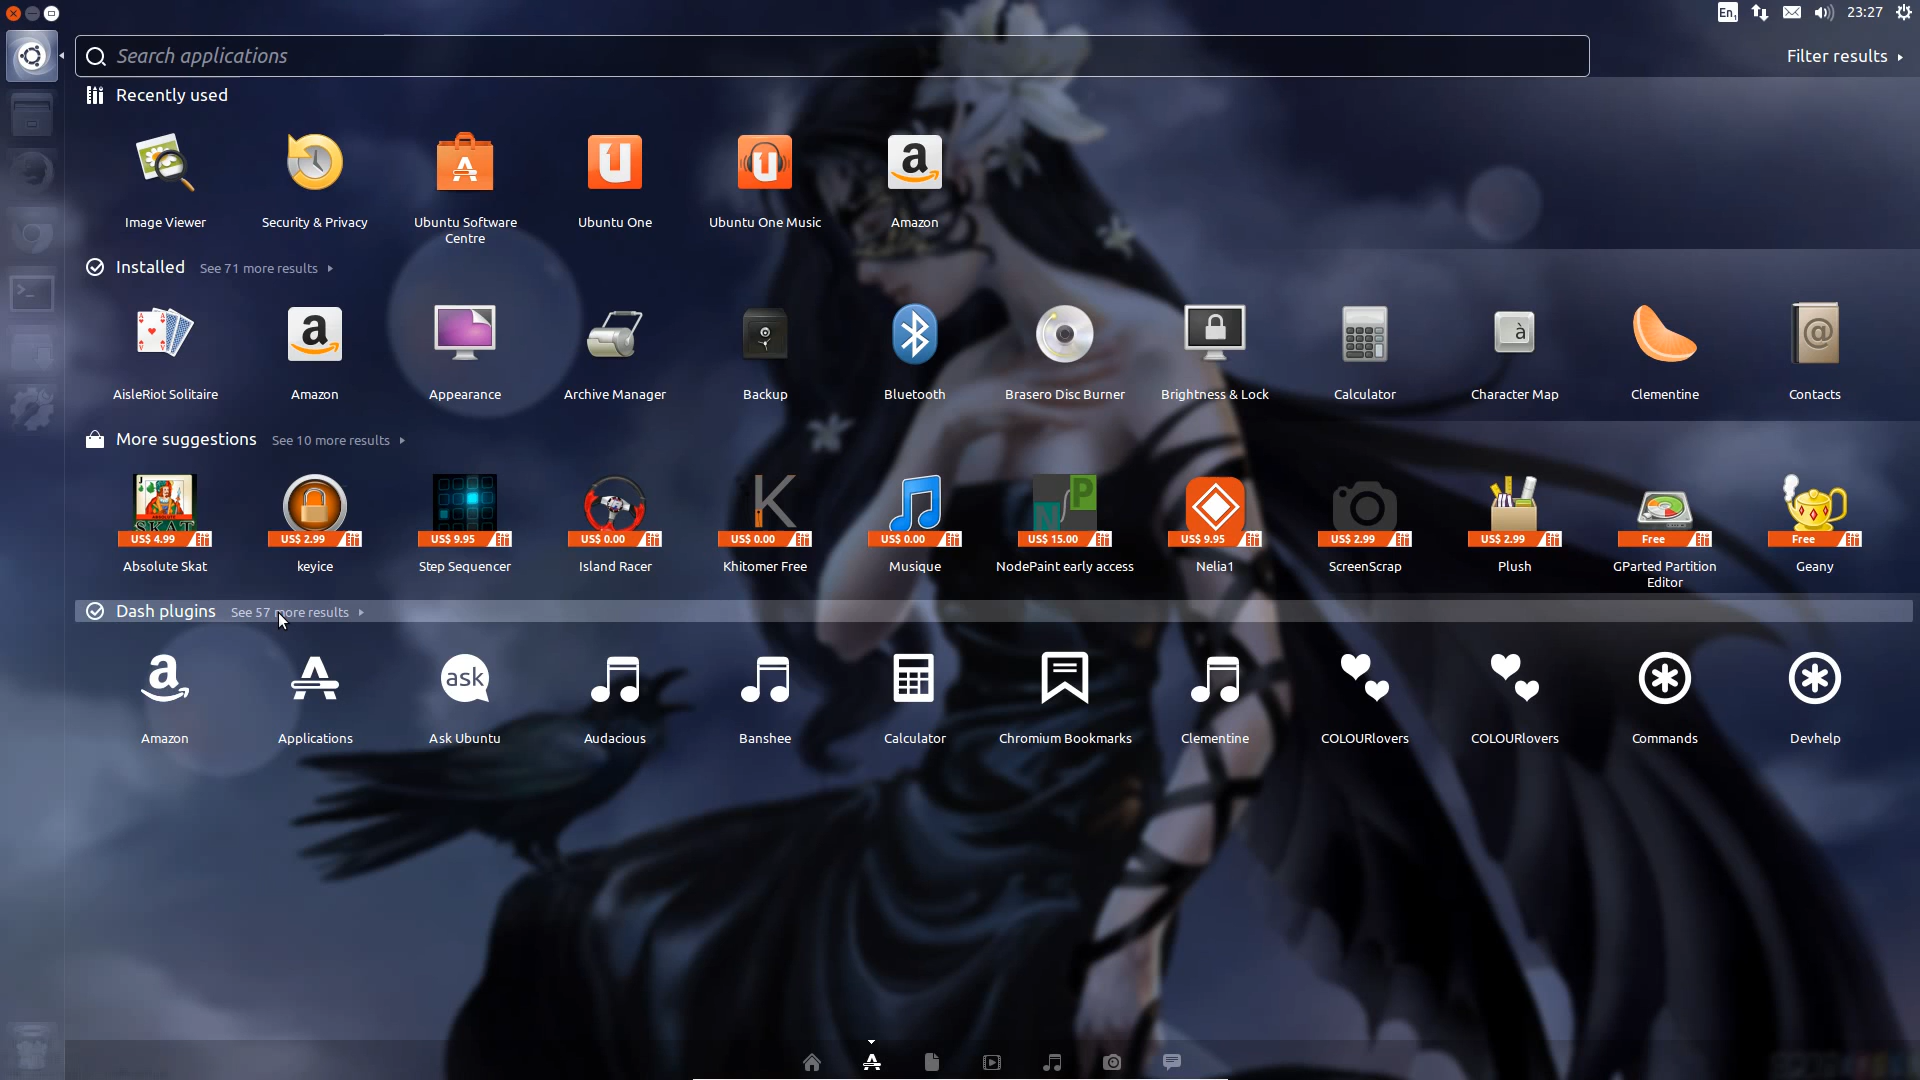 En1
23:27
Search applications
Filter results
Recently used
Image Viewer
Security & Privacy
Ubuntu Software
Centre
Ubuntu One
Ubuntu One Music
Amazon
Installed See 71 more results
AisleRiot Solitaire
Amazon
Appearance
Archive Manager
Backup
Bluetooth
Brasero Disc Burner
Brightness & Lock
Calculator
Character Map
Clementine
Contacts
More suggestions See 10 more results
SKAT
US$ 4.99
US$ 2.99
US$ 9.95
US$ 0.00
US$ 0.00
US$ 0.00
US$ 15.00
US$ 9.95
US$ 2.99
US$ 2.99
Free
Free
Absolute Skat
keyice
Step Sequencer
Island Racer
Khitomer Free
Musique
NodePaint early access
Nelia1
ScreenScrap
Plush
GParted Partition
Editor
Geany
Dash plugins See 57 more results
ask
Amazon
Applications
Ask Ubuntu
Audacious
Banshee
Calculator
Chromium Bookmarks
Clementine
COLOURlovers
COLOURlovers
Commands
Devhelp